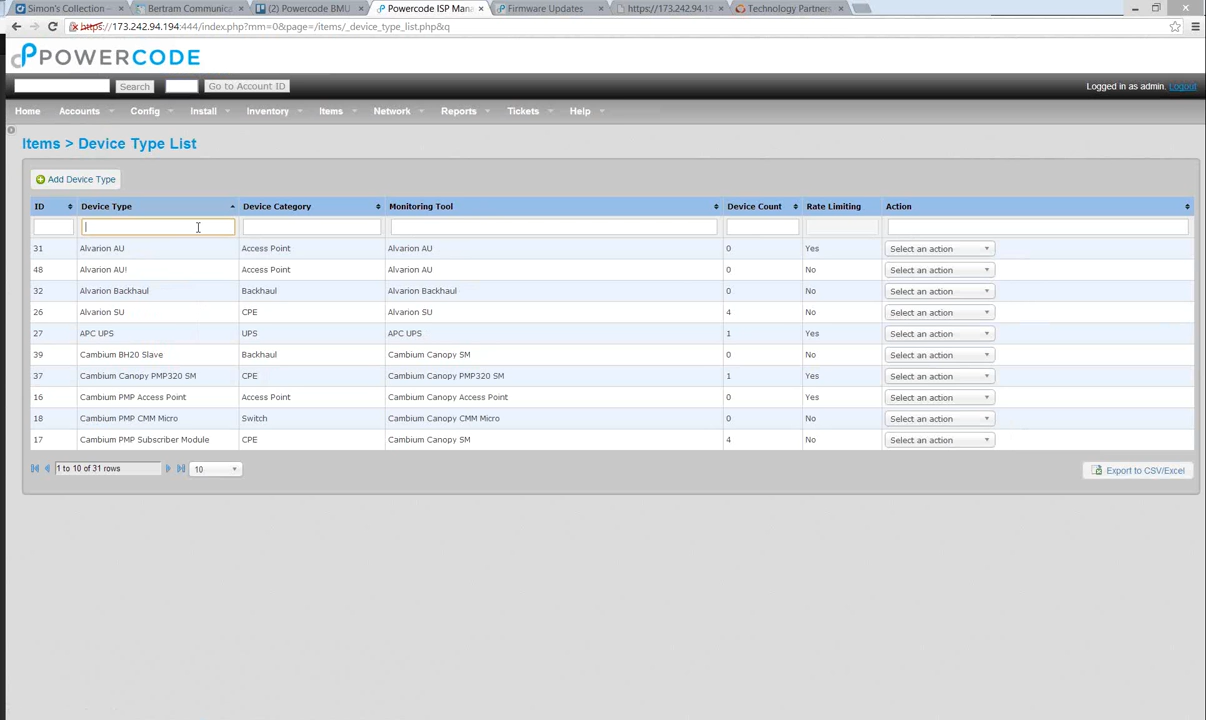 Simon's Collection –
Bertram Communica
(2) Powercode BMU
Powercode ISP Mana
Firmware Updates
https://173.242.94.19
Technology Partners
https://173.242.94.194:444/index.php?mm=0&page=/items/_device_type_list.php&q
POWERCODE
Search
Go to Account ID
Logged in as admin. Logout
Home Accounts Config Install Inventory Items Network Reports Tickets Help
Items > Device Type List
Add Device Type
ID Device Type Device Category Monitoring Tool Device Count Rate Limiting Action
31 Alvarion AU Access Point Alvarion AU 0 Yes Select an action
48 Alvarion AU! Access Point Alvarion AU 0 No Select an action
32 Alvarion Backhaul Backhaul Alvarion Backhaul 0 No Select an action
26 Alvarion SU CPE Alvarion SU 4 No Select an action
27 APC UPS UPS APC UPS 1 Yes Select an action
39 Cambium BH20 Slave Backhaul Cambium Canopy SM 0 No Select an action
37 Cambium Canopy PMP320 SM CPE Cambium Canopy PMP320 SM 1 Yes Select an action
16 Cambium PMP Access Point Access Point Cambium Canopy Access Point 0 Yes Select an action
18 Cambium PMP CMM Micro Switch Cambium Canopy CMM Micro 0 No Select an action
17 Cambium PMP Subscriber Module CPE Cambium Canopy SM 4 No Select an action
1 to 10 of 31 rows 10
Export to CSV/Excel